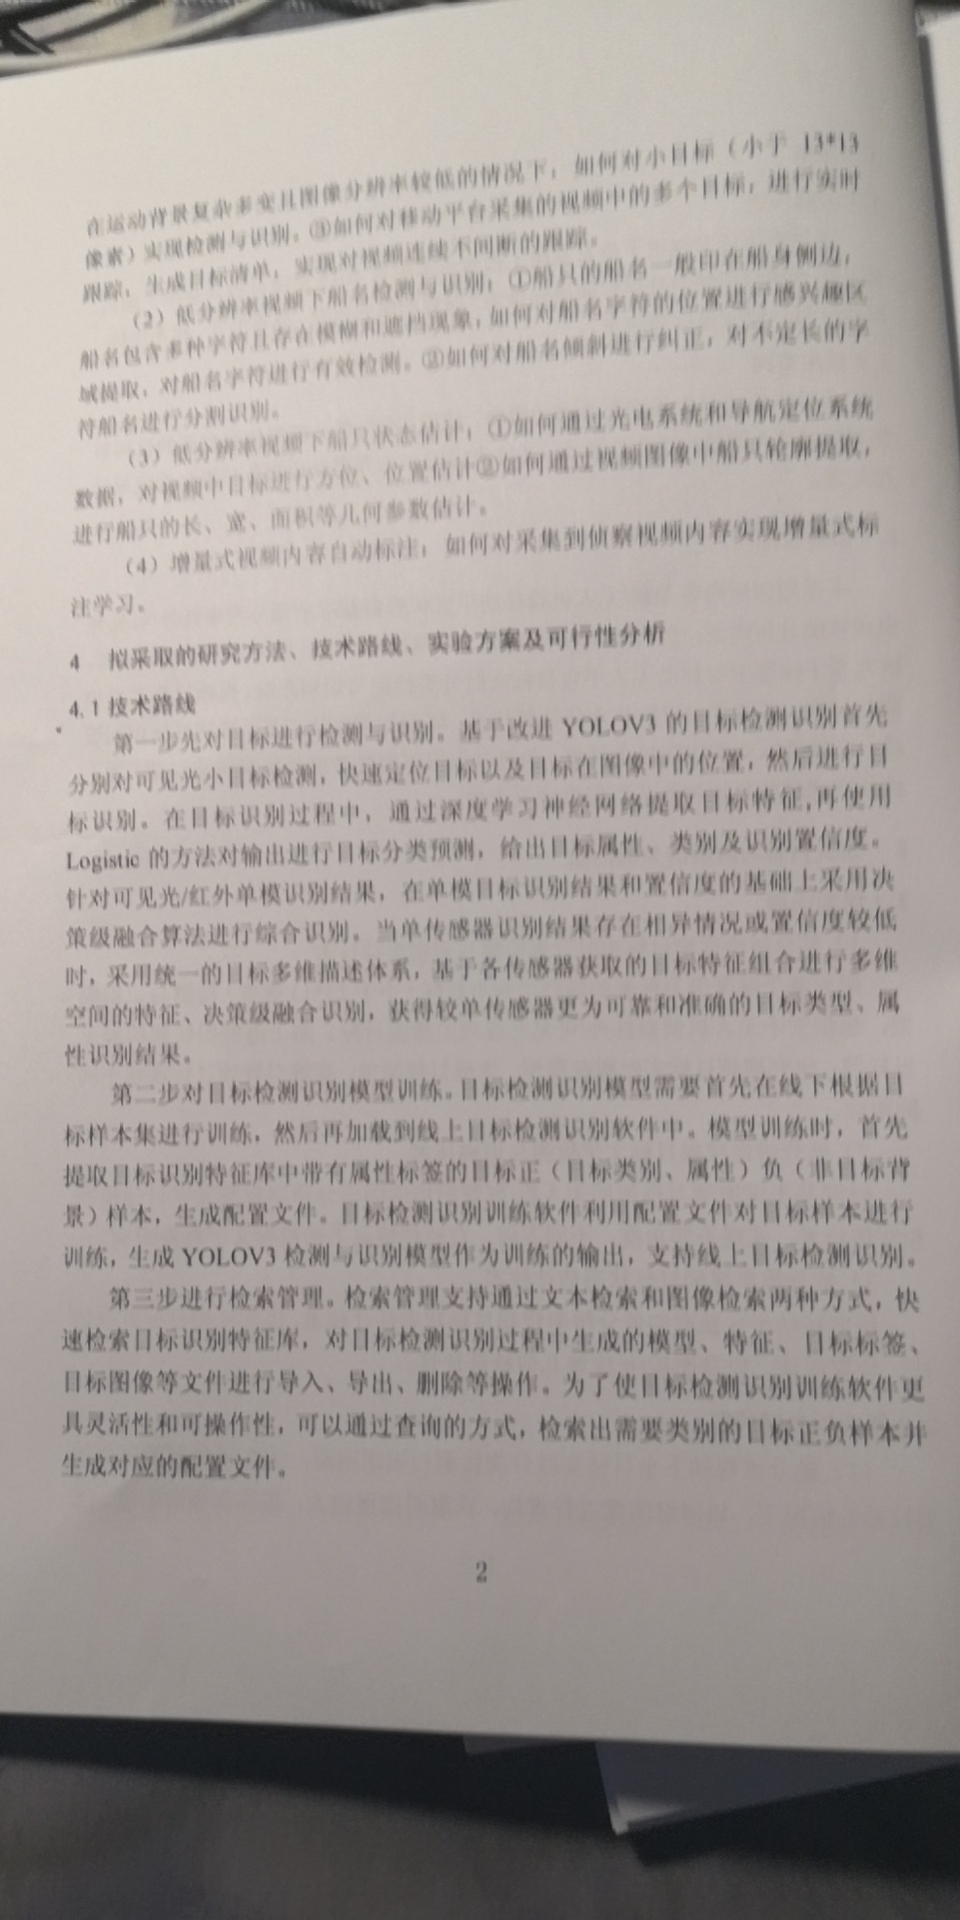 在运动背景复杂多变且图像分辨率较低的情况下，如何对小目标（小于 13*13
像素）实现检测与识别。③如何对移动平台采集的视频中的多个目标，进行实时
跟踪，生成目标清单，实现对视频连续不间断的跟踪。
（2）低分辨率视频下船名检测与识别：①船只的船名一般印在船身侧边，
船名包含多种字符且存在模糊和遮挡现象，如何对船名字符的位置进行感兴趣区
域提取，对船名字符进行有效检测。②如何对船名倾斜进行纠正，对不定长的字
符船名进行分割识别。
（3）低分辨率视频下船只状态估计：①如何通过光电系统和导航定位系统
数据，对视频中目标进行方位、位置估计②如何通过视频图像中船只轮廓提取，
进行船只的长、宽、面积等几何参数估计。
（4）增量式视频内容自动标注：如何对采集到侦察视频内容实现增量式标
注学习。
4 拟采取的研究方法、技术路线、实验方案及可行性分析
4.1 技术路线
第一步先对目标进行检测与识别。基于改进 YOLOV3 的目标检测识别首先
分别对可见光小目标检测，快速定位目标以及目标在图像中的位置，然后进行目
标识别。在目标识别过程中，通过深度学习神经网络提取目标特征,再使用
Logistic 的方法对输出进行目标分类预测，给出目标属性、类别及识别置信度。
针对可见光/红外单模识别结果，在单模目标识别结果和置信度的基础上采用决
策级融合算法进行综合识别。当单传感器识别结果存在相异情况或置信度较低
时，采用统一的目标多维描述体系，基于各传感器获取的目标特征组合进行多维
空间的特征、决策级融合识别，获得较单传感器更为可靠和准确的目标类型、属
性识别结果。
第二步对目标检测识别模型训练。目标检测识别模型需要首先在线下根据目
标样本集进行训练，然后再加载到线上目标检测识别软件中。模型训练时，首先
提取目标识别特征库中带有属性标签的目标正（目标类别、属性）负（非目标背
景）样本，生成配置文件。目标检测识别训练软件利用配置文件对目标样本进行
训练，生成 YOLOV3 检测与识别模型作为训练的输出，支持线上目标检测识别。
第三步进行检索管理。检索管理支持通过文本检索和图像检索两种方式，快
速检索目标识别特征库，对目标检测识别过程中生成的模型、特征、目标标签、
目标图像等文件进行导入、导出、删除等操作。为了使目标检测识别训练软件更
具灵活性和可操作性，可以通过查询的方式，检索出需要类别的目标正负样本并
生成对应的配置文件。
2